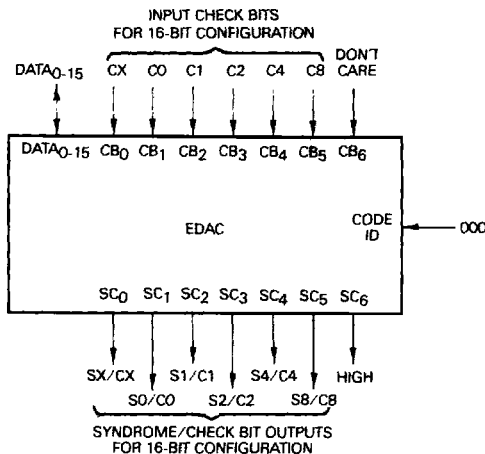 INPUT CHECK BITS
FOR 16-BIT CONFIGURATION
DATA0-15 CX C0 C1 C2 C4 C8 DON'T CARE
DATA0-15 CB0 CB1 CB2 CB3 CB4 CB5 CB6
EDAC
CODE ID
000
SC0 SC1 SC2 SC3 SC4 SC5 SC6
SX/CX S1/C1 S4/C4 HIGH
S0/C0 S2/C2 S8/C8
SYNDROME/CHECK BIT OUTPUTS
FOR 16-BIT CONFIGURATION